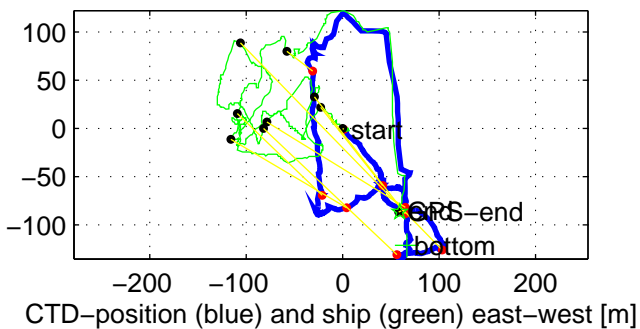 100
50
0
start
−50
end
GPS−end
−100
bottom
−200 −100 0 100 200
CTD−position (blue) and ship (green) east−west [m]